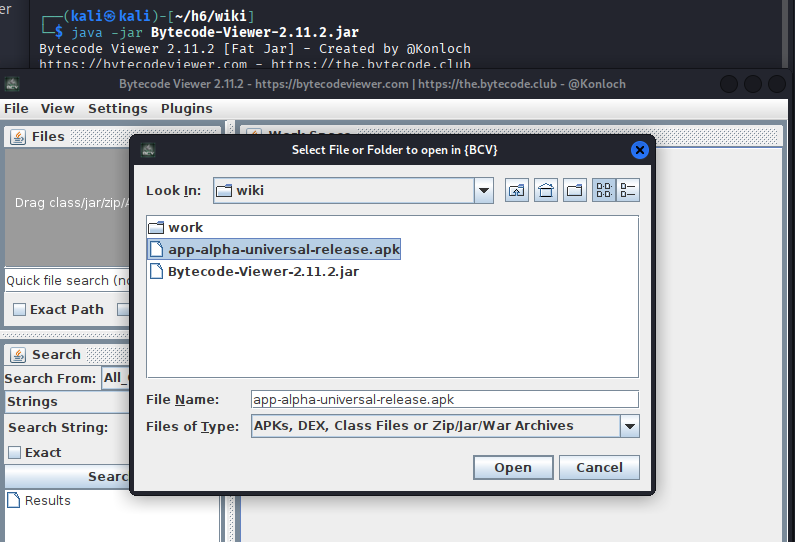 er
(kali㉿kali)-[~/h6/wiki]
$ java -jar Bytecode-Viewer-2.11.2.jar
Bytecode Viewer 2.11.2 [Fat Jar] - Created by @Konloch
https://bytecodeviewer.com - https://the.bytecode.club
Bytecode Viewer 2.11.2 - https://bytecodeviewer.com | https://the.bytecode.club - @Konloch
File View Settings Plugins
Files
Work Space
Select File or Folder to open in {BCV}
Drag class/jar/zip/A
Look In: wiki
work
app-alpha-universal-release.apk
Bytecode-Viewer-2.11.2.jar
Quick file search (no
Exact Path
Search
Search From: All_
Strings
Search String:
Exact
Searc
Results
File Name: app-alpha-universal-release.apk
Files of Type: APKs, DEX, Class Files or Zip/Jar/War Archives
Open Cancel